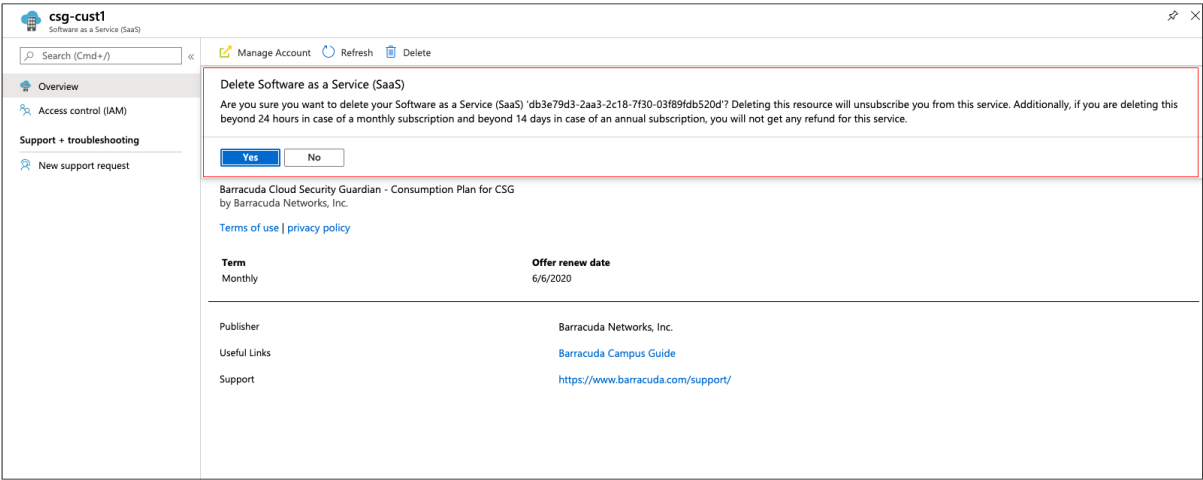 csg-cust1
Software as a Service (SaaS)
Search (Cmd+/)
«
Overview
Access control (IAM)
Support + troubleshooting
New support request
Manage Account
Refresh
Delete
Delete Software as a Service (SaaS)
Are you sure you want to delete your Software as a Service (SaaS) 'db3e79d3-2aa3-2c18-7f30-03f89fdb520d'? Deleting this resource will unsubscribe you from this service. Additionally, if you are deleting this
beyond 24 hours in case of a monthly subscription and beyond 14 days in case of an annual subscription, you will not get any refund for this service.
Yes
No
Barracuda Cloud Security Guardian - Consumption Plan for CSG
by Barracuda Networks, Inc.
Terms of use | privacy policy
Term
Offer renew date
Monthly
6/6/2020
Publisher
Barracuda Networks, Inc.
Useful Links
Barracuda Campus Guide
Support
https://www.barracuda.com/support/